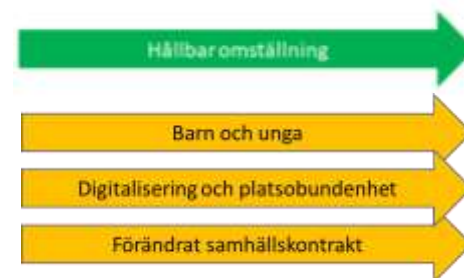 Hållbar omställning
Barn och unga
Digitalisering och platsobundenhet
Förändrat samhällskontrakt